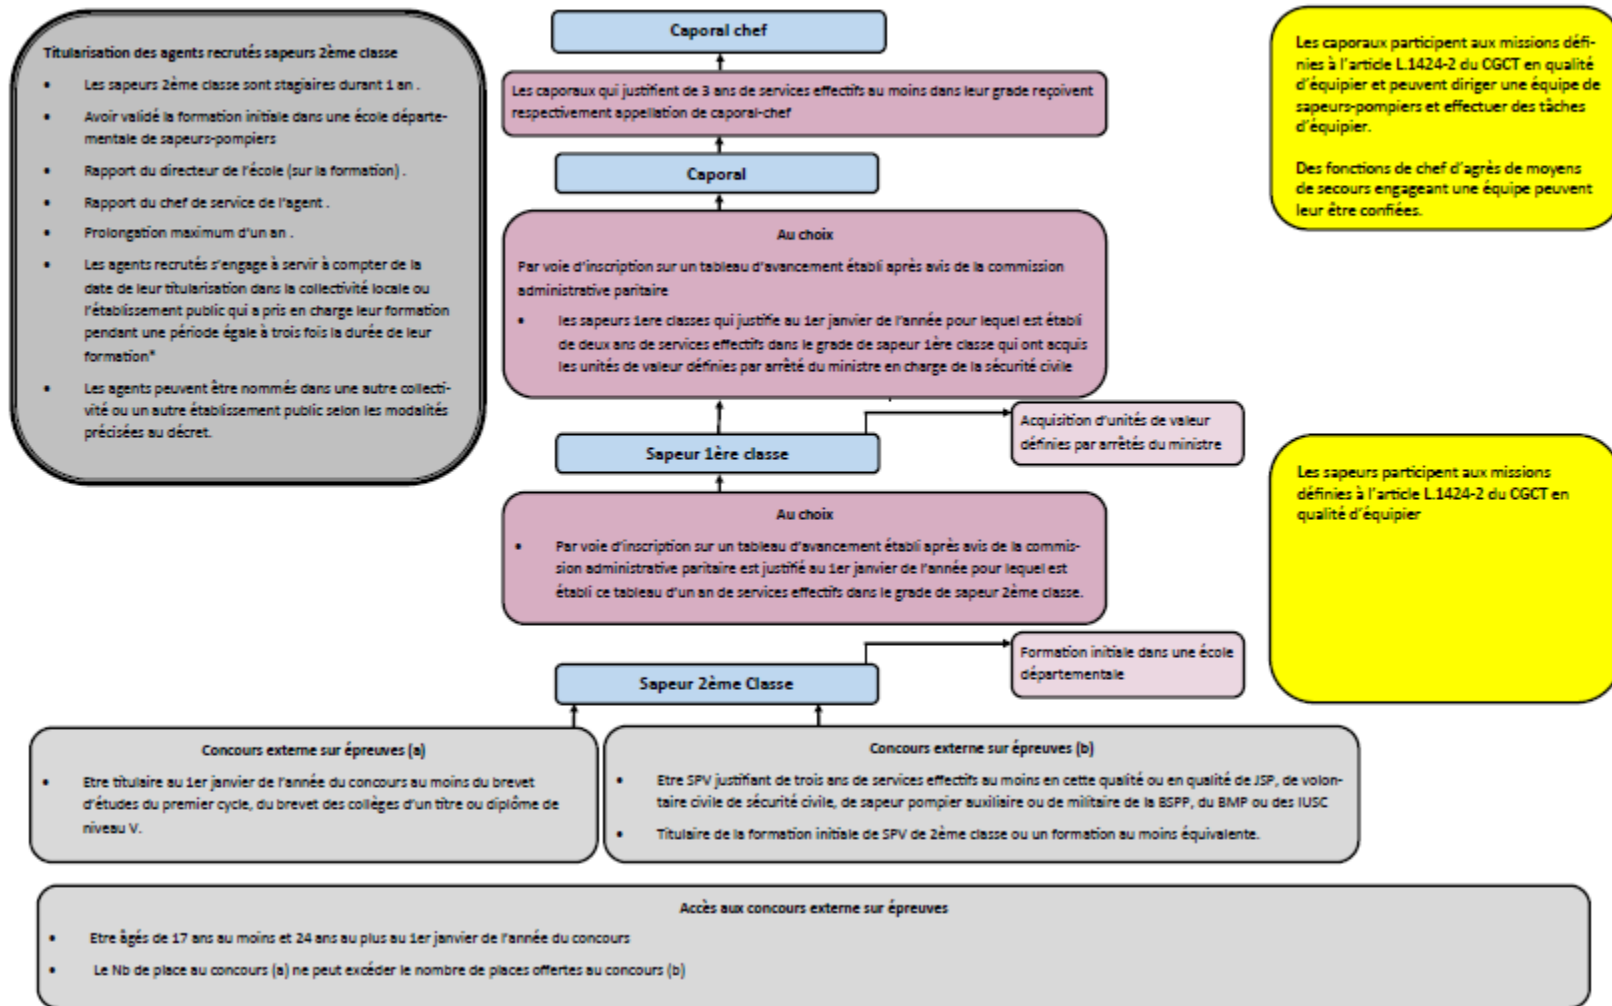 Titularisation des agents recrutés sapeurs 2ème classe
• Les sapeurs 2ème classe sont stagiaires durant 1 an .
• Avoir validé la formation initiale dans une école départe-
mentale de sapeurs-pompiers
• Rapport du directeur de l'école (sur la formation) .
• Rapport du chef de service de l'agent .
• Prolongation maximum d'un an .
• Les agents recrutés s'engage à servir à compter de la
date de leur titularisation dans la collectivité locale ou
l'établissement public qui a pris en charge leur formation
pendant une période égale à trois fois la durée de leur
formation*
• Les agents peuvent être nommés dans une autre collecti-
vité ou un autre établissement public selon les modalités
précisées au décret.
Caporal chef
Les caporaux qui justifient de 3 ans de services effectifs au moins dans leur grade reçoivent
respectivement appellation de caporal-chef
Caporal
Au choix
Par voie d'inscription sur un tableau d'avancement établi après avis de la commission
administrative paritaire
• les sapeurs 1ere classes qui justifie au 1er janvier de l'année pour lequel est établi
de deux ans de services effectifs dans le grade de sapeur 1ère classe qui ont acquis
les unités de valeur définies par arrêté du ministre en charge de la sécurité civile
Sapeur 1ère classe
Acquisition d'unités de valeur
définies par arrêtés du ministre
Au choix
• Par voie d'inscription sur un tableau d'avancement établi après avis de la commis-
sion administrative paritaire est justifié au 1er janvier de l'année pour lequel est
établi ce tableau d'un an de services effectifs dans le grade de sapeur 2ème classe.
Formation initiale dans une école
départementale
Sapeur 2ème Classe
Les caporaux participent aux missions défi-
nies à l'article L.1424-2 du CGCT en qualité
d'équipier et peuvent diriger une équipe de
sapeurs-pompiers et effectuer des tâches
d'équipier.
Des fonctions de chef d'agrès de moyens
de secours engageant une équipe peuvent
leur être confiées.
Les sapeurs participent aux missions
définies à l'article L.1424-2 du CGCT en
qualité d'équipier
Concours externe sur épreuves (a)
• Etre titulaire au 1er janvier de l'année du concours au moins du brevet
d'études du premier cycle, du brevet des collèges d'un titre ou diplôme de
niveau V.
Concours externe sur épreuves (b)
• Etre SPV justifiant de trois ans de services effectifs au moins en cette qualité ou en qualité de JSP, de volon-
taire civile de sécurité civile, de sapeur pompier auxiliaire ou de militaire de la BSPP, du BMP ou des IUSC
• Titulaire de la formation initiale de SPV de 2ème classe ou un formation au moins équivalente.
Accès aux concours externe sur épreuves
• Etre âgés de 17 ans au moins et 24 ans au plus au 1er janvier de l'année du concours
• Le Nb de place au concours (a) ne peut excéder le nombre de places offertes au concours (b)